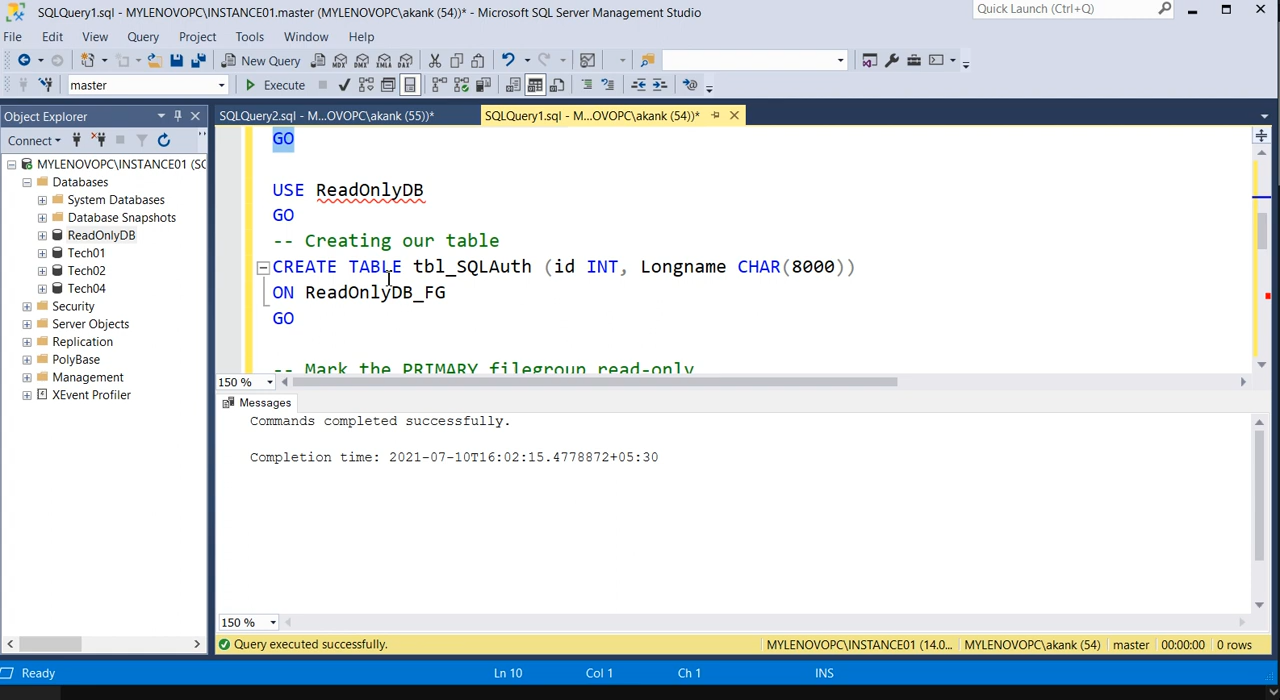 SQLQuery1.sql - MYLENOVOPC\INSTANCE01.master (MYLENOVOPC\akank (54))* - Microsoft SQL Server Management Studio
Quick Launch (Ctrl+Q)
File Edit View Query Project Tools Window Help
New Query MDX DMX XMLA DAX
master Execute
Object Explorer
SQLQuery2.sql - M...OVOPC\akank (55))*
SQLQuery1.sql - M...OVOPC\akank (54))*
Connect
MYLENOVOPC\INSTANCE01 (SC
Databases
System Databases
Database Snapshots
ReadOnlyDB
Tech01
Tech02
Tech04
Security
Server Objects
Replication
PolyBase
Management
XEvent Profiler
GO
USE ReadOnlyDB
GO
-- Creating our table
CREATE TABLE tbl_SQLAuth (id INT, Longname CHAR(8000))
ON ReadOnlyDB_FG
GO
-- Mark the PRIMARY filegroup read-only
150 %
Messages
Commands completed successfully.
Completion time: 2021-07-10T16:02:15.4778872+05:30
150 %
Query executed successfully.
MYLENOVOPC\INSTANCE01 (14.0... MYLENOVOPC\akank (54) master 00:00:00 0 rows
Ready Ln 10 Col 1 Ch 1 INS